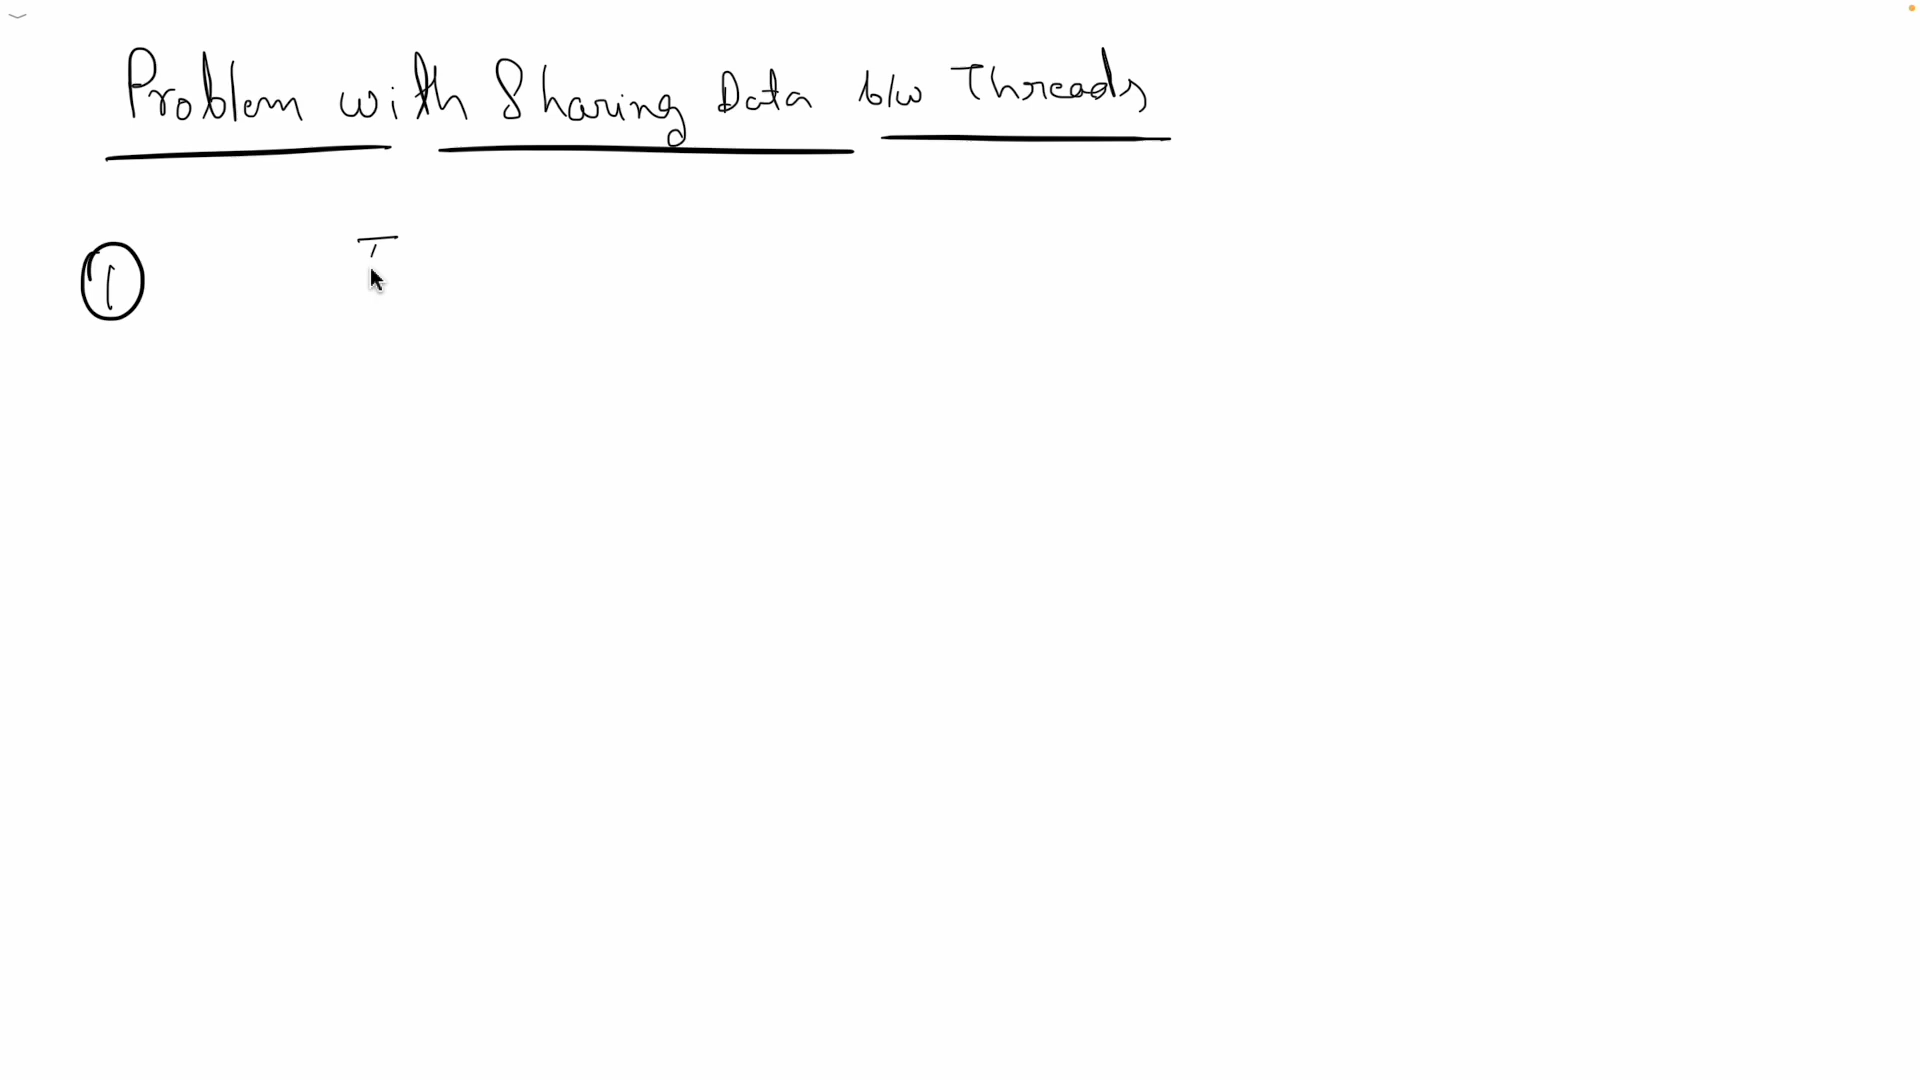 Problem with Sharing Data b/w Threads
① T